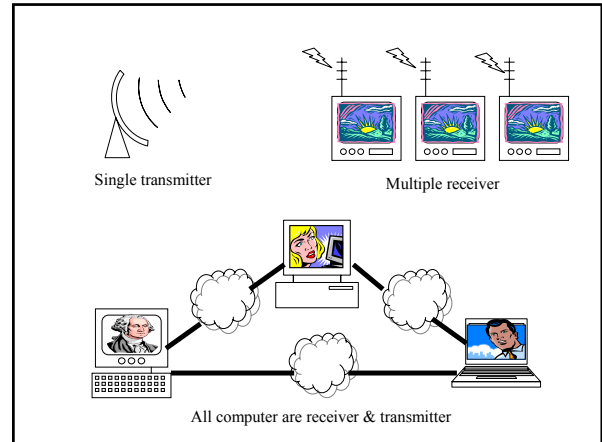 Single transmitter
Multiple receiver
All computer are receiver & transmitter